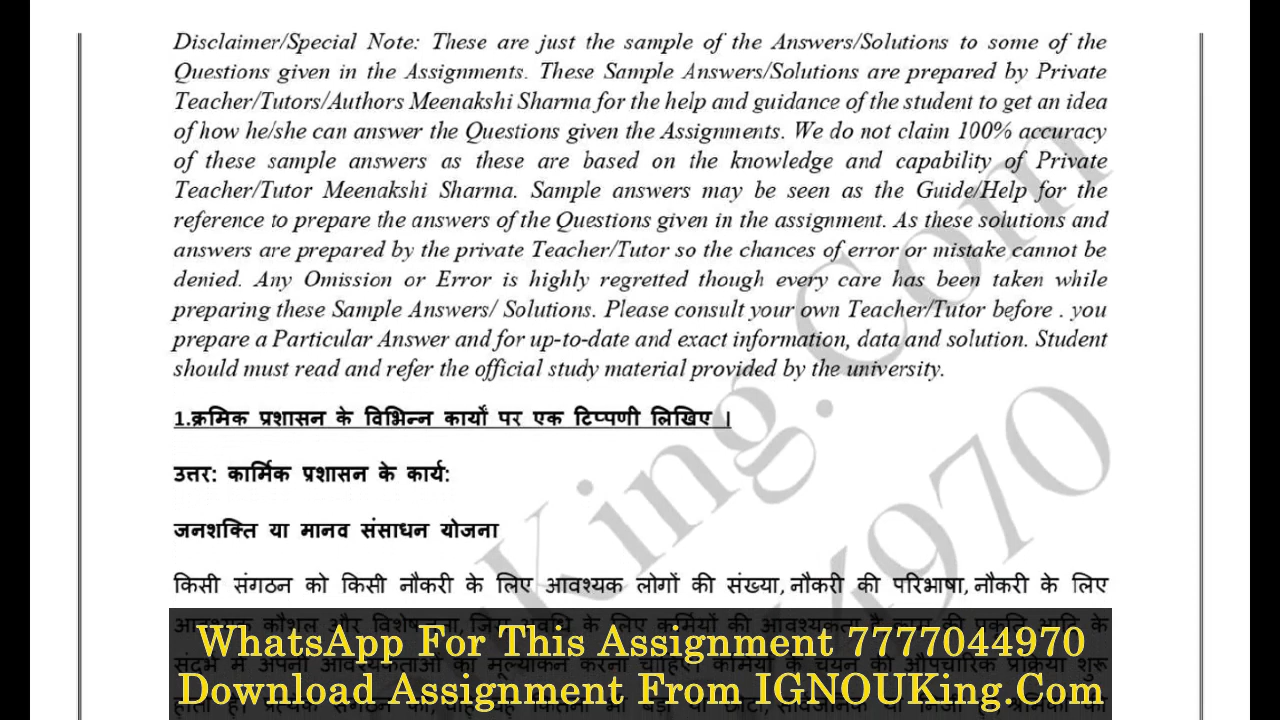 Disclaimer/Special Note: These are just the sample of the Answers/Solutions to some of the
Questions given in the Assignments. These Sample Answers/Solutions are prepared by Private
Teacher/Tutors/Authors Meenakshi Sharma for the help and guidance of the student to get an idea
of how he/she can answer the Questions given the Assignments. We do not claim 100% accuracy
of these sample answers as these are based on the knowledge and capability of Private
Teacher/Tutor Meenakshi Sharma. Sample answers may be seen as the Guide/Help for the
reference to prepare the answers of the Questions given in the assignment. As these solutions and
answers are prepared by the private Teacher/Tutor so the chances of error or mistake cannot be
denied. Any Omission or Error is highly regretted though every care has been taken while
preparing these Sample Answers/ Solutions. Please consult your own Teacher/Tutor before . you
prepare a Particular Answer and for up-to-date and exact information, data and solution. Student
should must read and refer the official study material provided by the university.
1.क्रमिक प्रशासन के विभिन्न कार्यों पर एक टिप्पणी लिखिए |
उत्तर: कार्मिक प्रशासन के कार्य:
जनशक्ति या मानव संसाधन योजना
किसी संगठन को किसी नौकरी के लिए आवश्यक लोगों की संख्या, नौकरी की परिभाषा, नौकरी के लिए
WhatsApp For This Assignment 7777044970
Download Assignment From IGNOUKing.Com